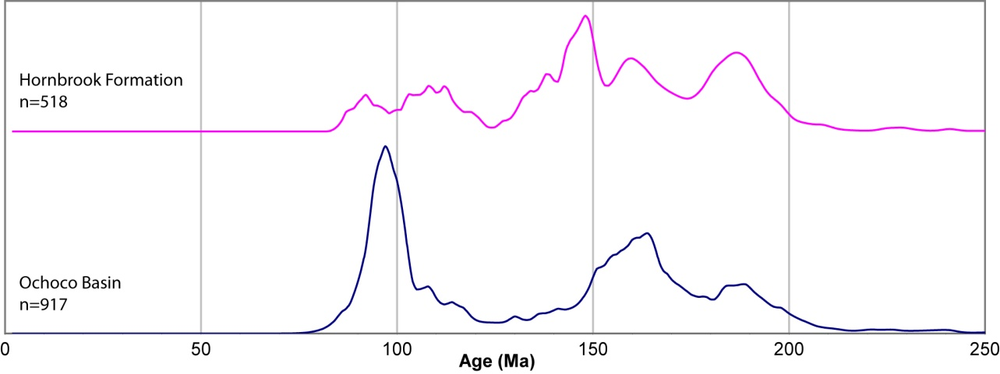 Hornbrook Formation
n=518
Ochoco Basin
n=917
0 50 100 150 200 250
Age (Ma)